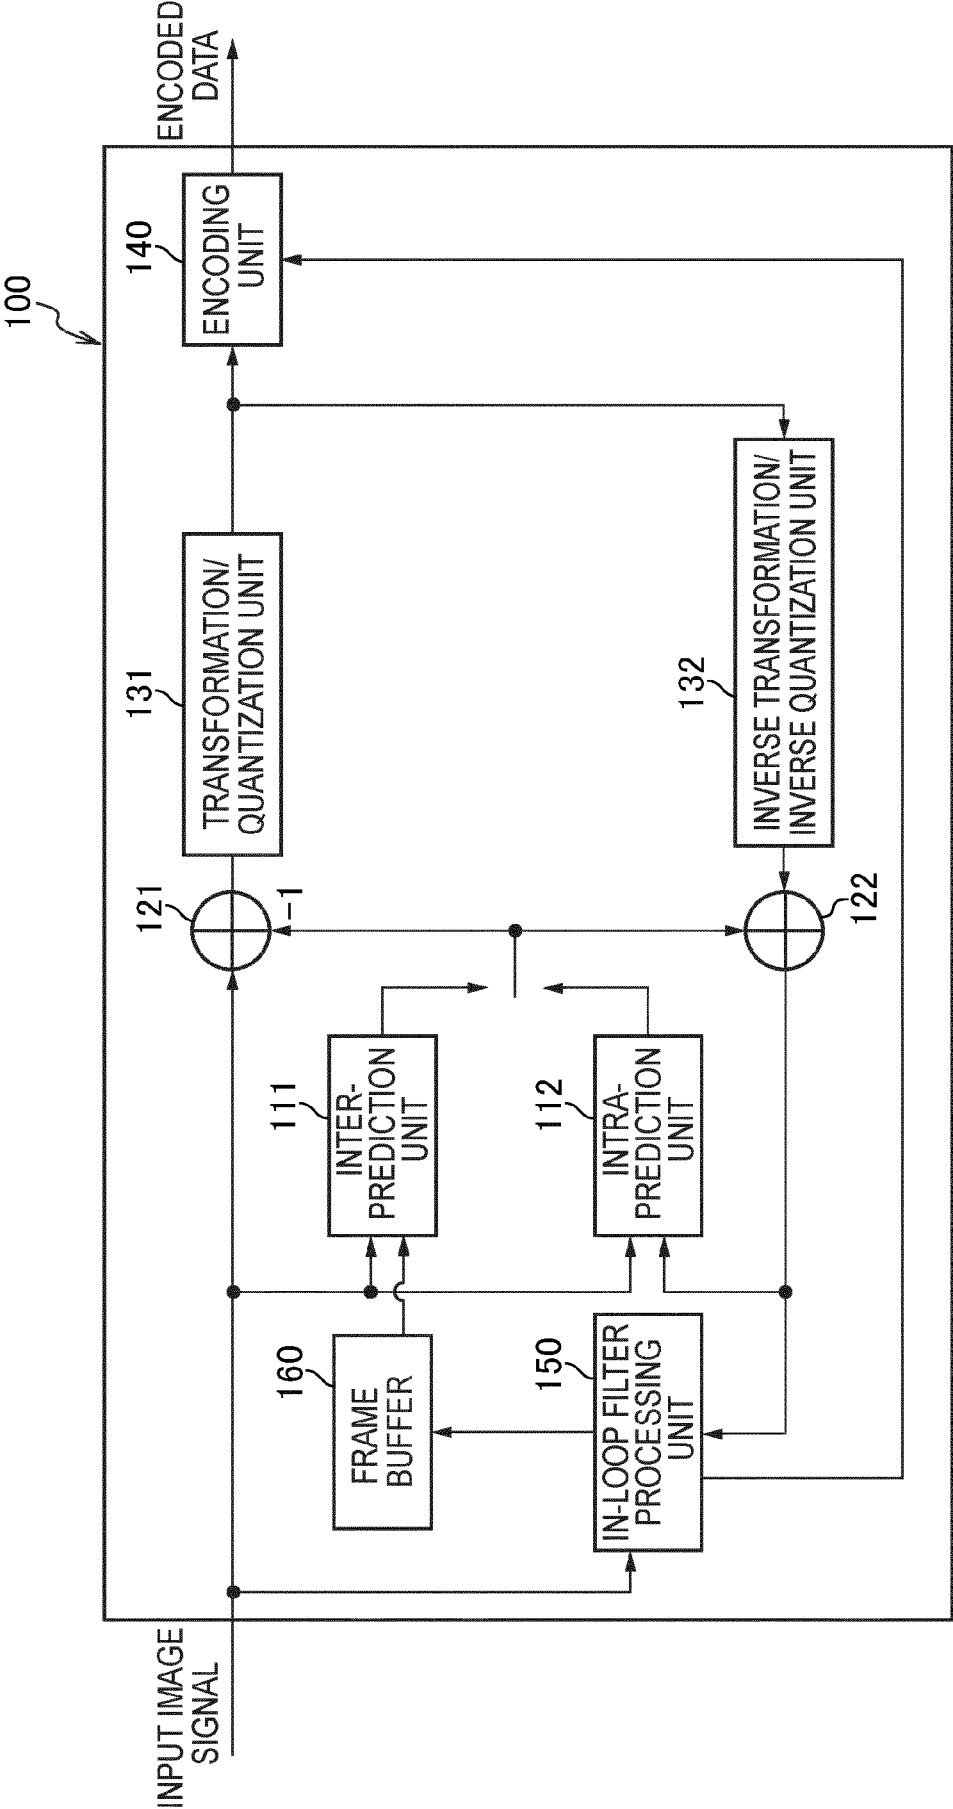 100
INPUT IMAGE
SIGNAL
121
-1
131
TRANSFORMATION/
QUANTIZATION UNIT
140
ENCODING
UNIT
ENCODED
DATA
160
FRAME
BUFFER
111
INTER-
PREDICTION
UNIT
150
IN-LOOP FILTER
PROCESSING
UNIT
112
INTRA-
PREDICTION
UNIT
122
132
INVERSE TRANSFORMATION/
INVERSE QUANTIZATION UNIT